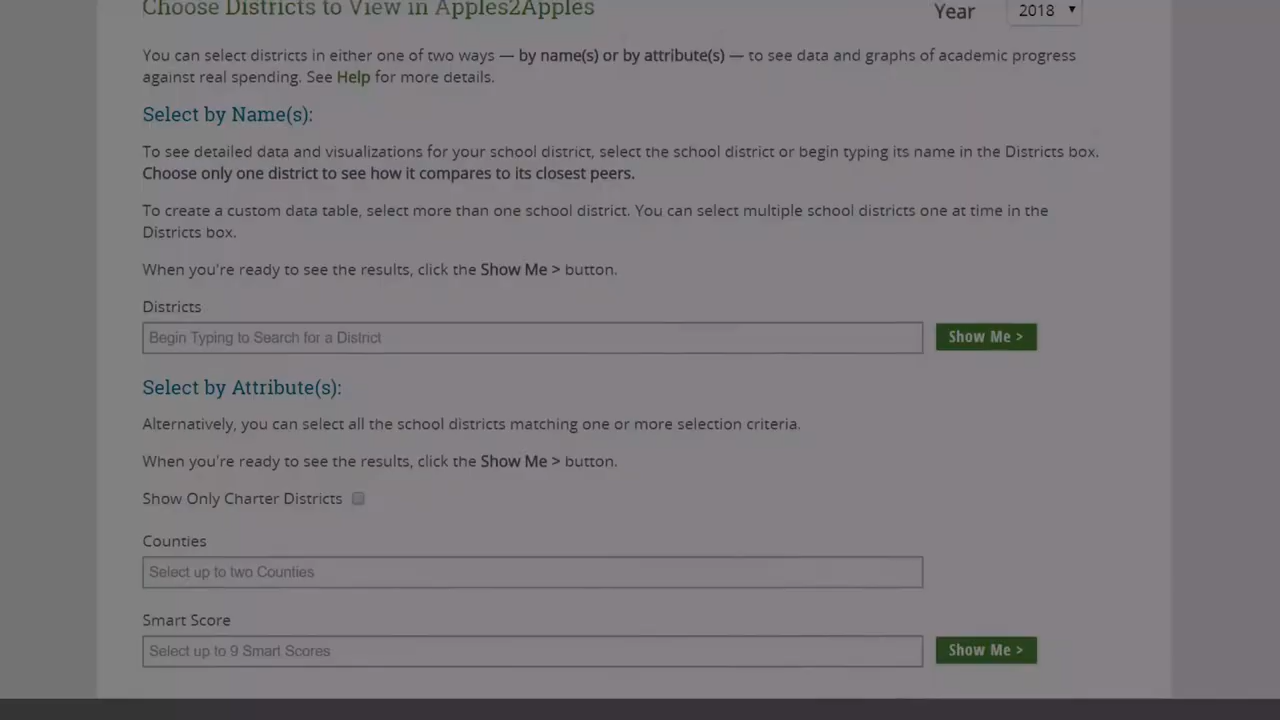 Choose Districts to View in Apples2Apples
Year 2018
You can select districts in either one of two ways — by name(s) or by attribute(s) — to see data and graphs of academic progress
against real spending. See Help for more details.
Select by Name(s):
To see detailed data and visualizations for your school district, select the school district or begin typing its name in the Districts box.
Choose only one district to see how it compares to its closest peers.
To create a custom data table, select more than one school district. You can select multiple school districts one at time in the
Districts box.
When you're ready to see the results, click the Show Me > button.
Districts
Begin Typing to Search for a District
Show Me >
Select by Attribute(s):
Alternatively, you can select all the school districts matching one or more selection criteria.
When you're ready to see the results, click the Show Me > button.
Show Only Charter Districts
Counties
Select up to two Counties
Smart Score
Select up to 9 Smart Scores
Show Me >